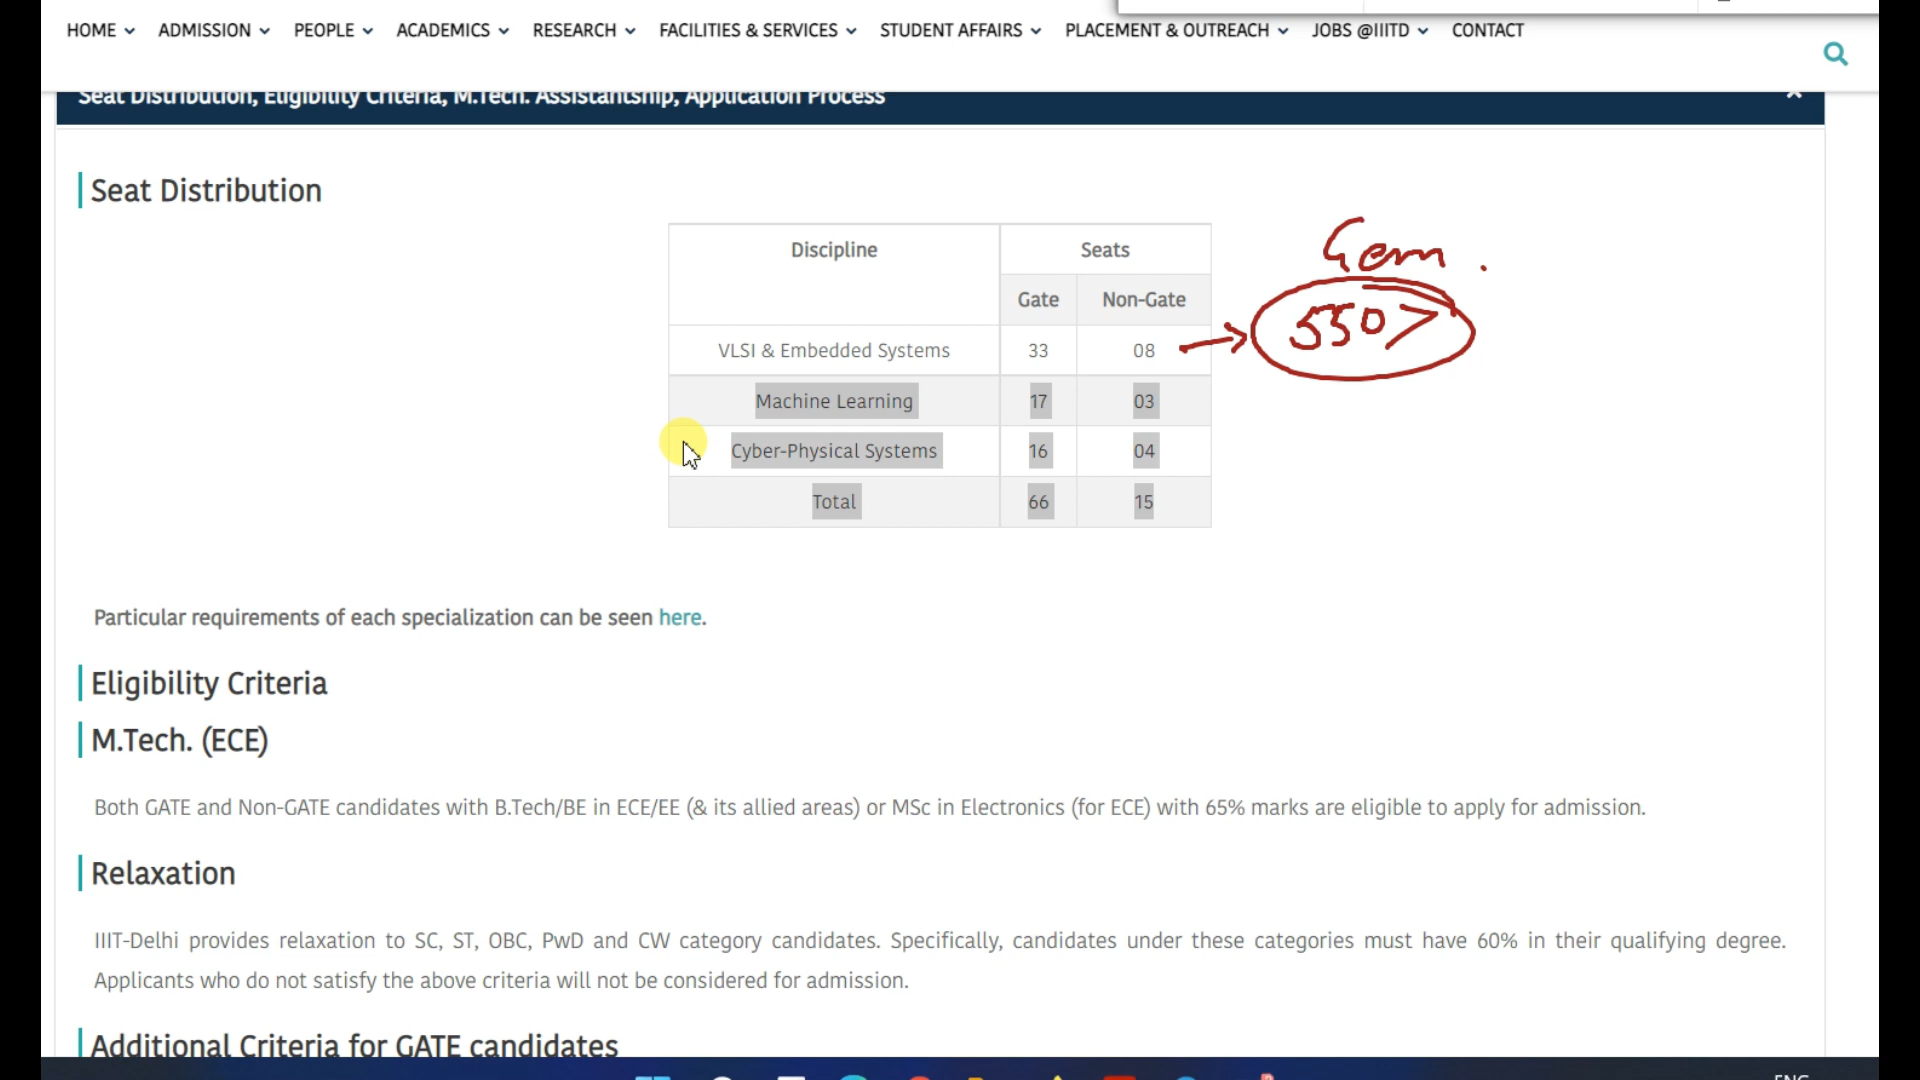 HOME ADMISSION PEOPLE ACADEMICS RESEARCH FACILITIES & SERVICES STUDENT AFFAIRS PLACEMENT & OUTREACH JOBS @IIITD CONTACT
Seat Distribution, Eligibility Criteria, M.Tech. Assistantship, Application Process
Seat Distribution
Discipline Seats
Gate Non-Gate
VLSI & Embedded Systems 33 08
Machine Learning 17 03
Cyber-Physical Systems 16 04
Total 66 15
Gem.
550>
Particular requirements of each specialization can be seen here.
Eligibility Criteria
M.Tech. (ECE)
Both GATE and Non-GATE candidates with B.Tech/BE in ECE/EE (& its allied areas) or MSc in Electronics (for ECE) with 65% marks are eligible to apply for admission.
Relaxation
IIIT-Delhi provides relaxation to SC, ST, OBC, PwD and CW category candidates. Specifically, candidates under these categories must have 60% in their qualifying degree.
Applicants who do not satisfy the above criteria will not be considered for admission.
Additional Criteria for GATE candidates
ENG